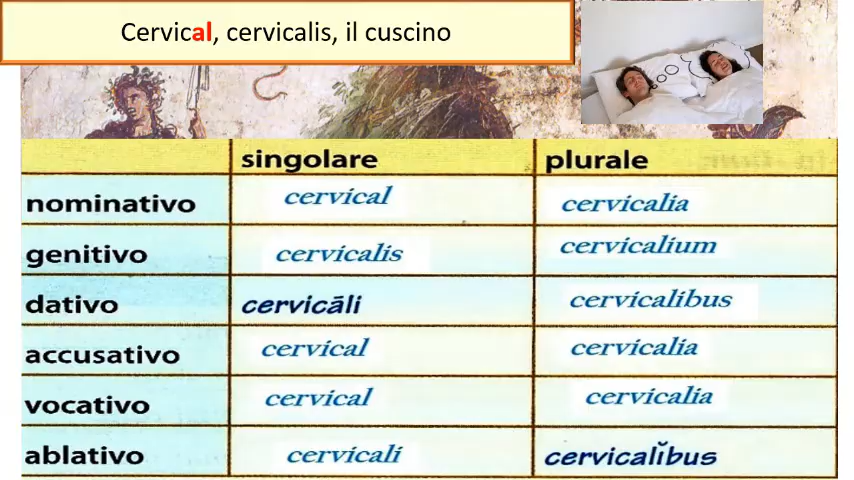 Cervical, cervicalis, il cuscino
singolare plurale
nominativo cervical cervicalia
genitivo cervicalis cervicalium
dativo cervicāli cervicalibus
accusativo cervical cervicalia
vocativo cervical cervicalia
ablativo cervicali cervicalĭbus